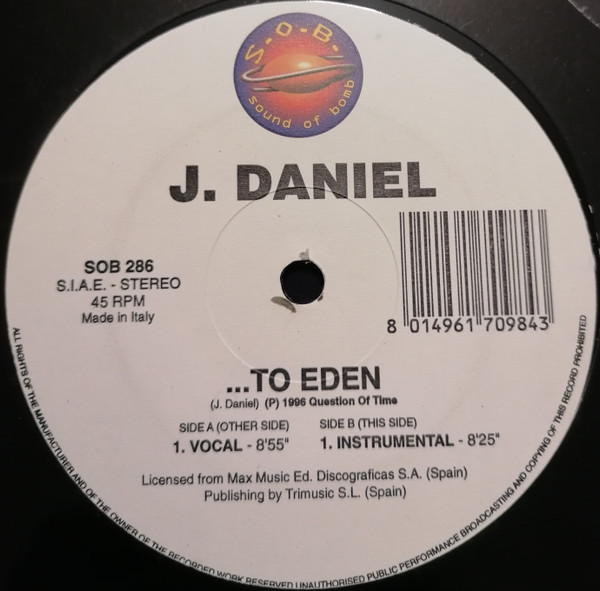 S.O.B.
sound of bomb
J. DANIEL
SOB 286
S.I.A.E. - STEREO
45 RPM
Made in Italy
8 014961 709843
...TO EDEN
(J. Daniel) (P) 1996 Question Of Time
SIDE A (OTHER SIDE)
1. VOCAL - 8'55"
SIDE B (THIS SIDE)
1. INSTRUMENTAL - 8'25"
Licensed from Max Music Ed. Discograficas S.A. (Spain)
Publishing by Trimusic S.L. (Spain)
ALL RIGHTS OF THE MANUFACTURER AND OF THE OWNER OF THE RECORDED WORK RESERVED UNAUTHORISED PUBLIC PERFORMANCE BROADCASTING AND COPYING OF THIS RECORD PROHIBITED